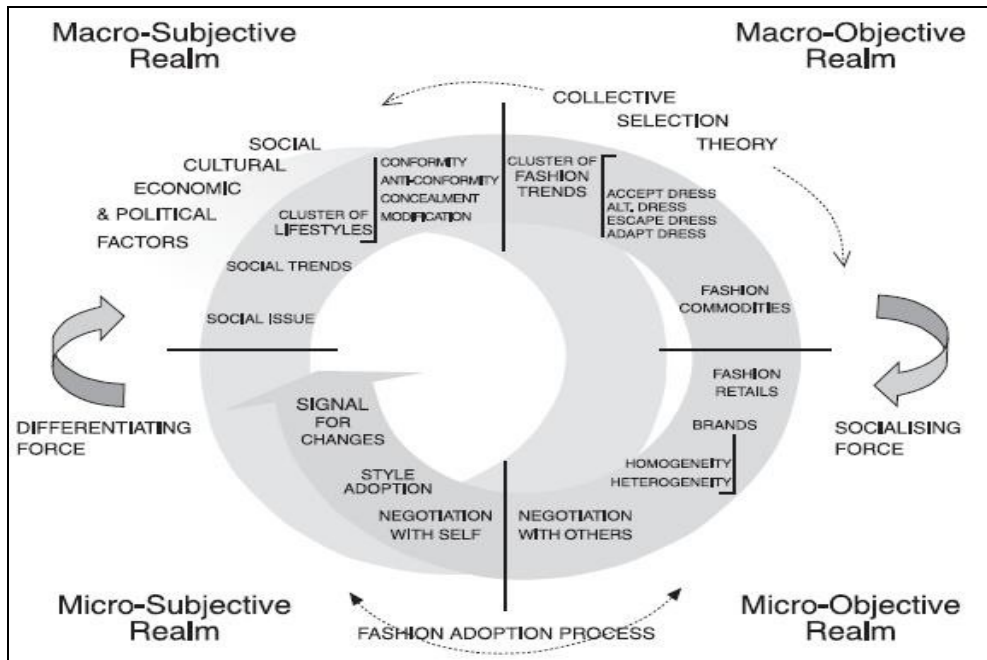 Macro-Subjective
Realm
Macro-Objective
Realm
COLLECTIVE
SELECTION
THEORY
SOCIAL
CULTURAL
ECONOMIC
& POLITICAL
FACTORS
CLUSTER OF
LIFESTYLES
CONFORMITY
ANTI-CONFORMITY
CONCEALMENT
MODIFICATION
CLUSTER OF
FASHION
TRENDS
ACCEPT DRESS
ALT. DRESS
ESCAPE DRESS
ADAPT DRESS
SOCIAL TRENDS
SOCIAL ISSUE
FASHION
COMMODITIES
DIFFERENTIATING
FORCE
SIGNAL
FOR
CHANGES
STYLE
ADOPTION
NEGOTIATION
WITH SELF
NEGOTIATION
WITH OTHERS
FASHION
RETAILS
BRANDS
HOMOGENEITY
HETEROGENEITY
SOCIALISING
FORCE
Micro-Subjective
Realm
FASHION ADOPTION PROCESS
Micro-Objective
Realm